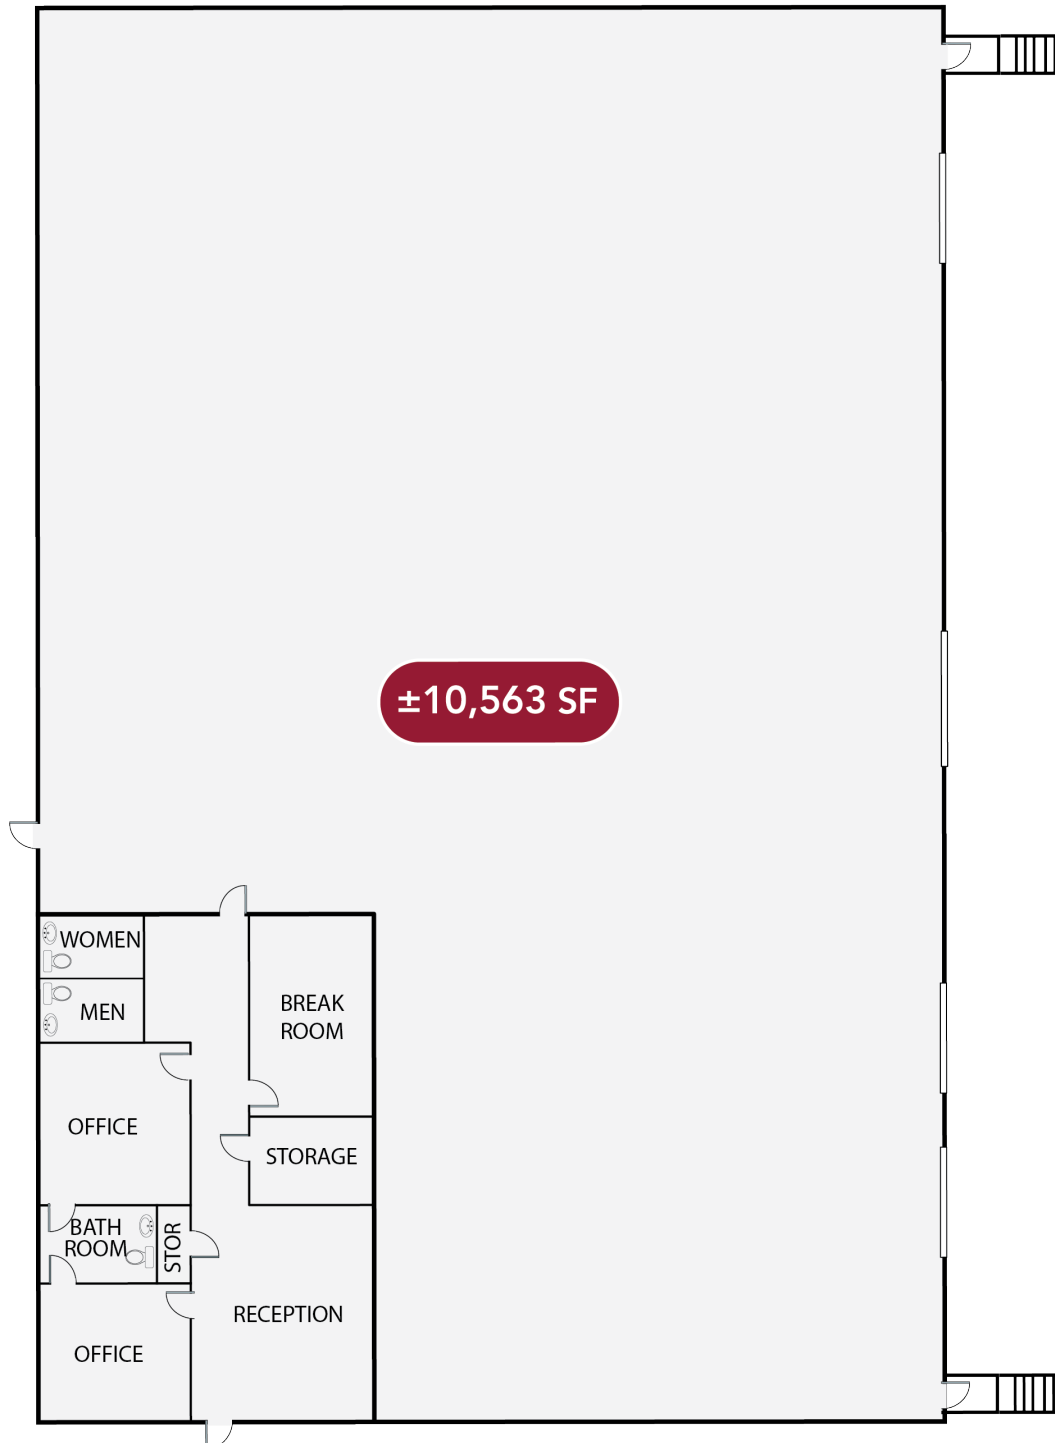 ±10,563 SF
WOMEN
MEN
BREAK
ROOM
OFFICE
STORAGE
BATH
ROOM
STOR
RECEPTION
OFFICE